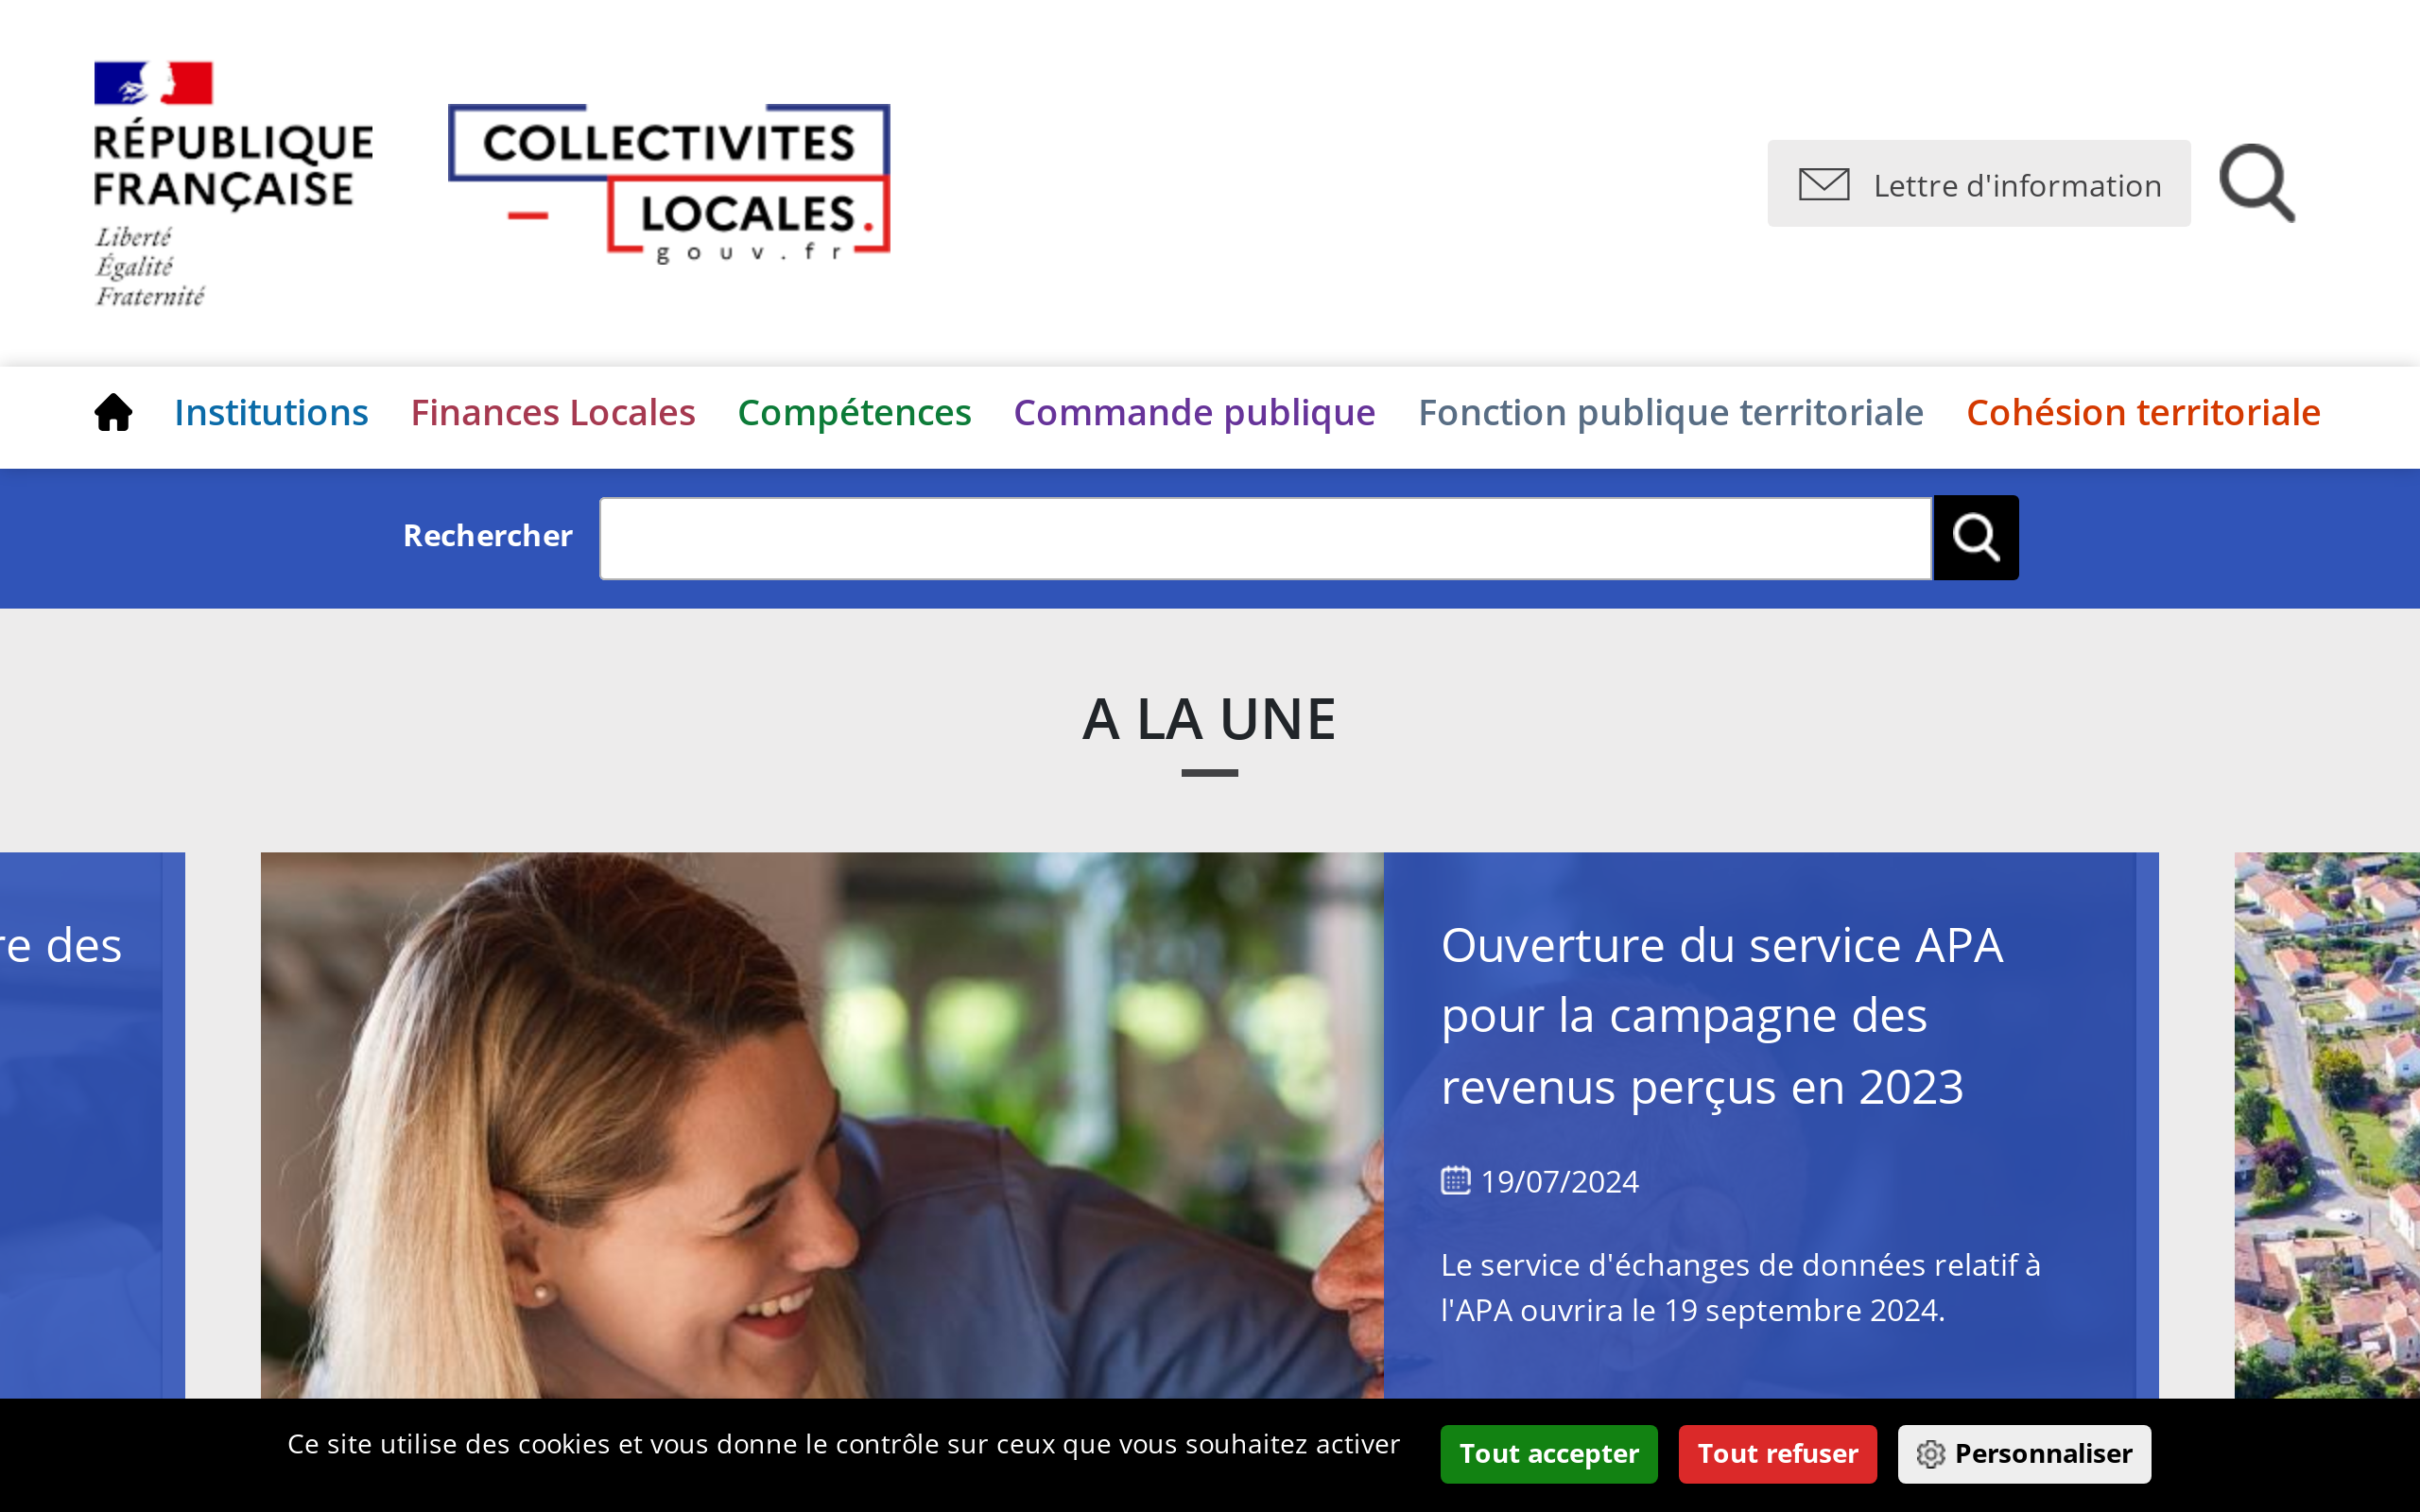 RÉPUBLIQUE
FRANÇAISE
Liberté
Égalité
Fraternité
COLLECTIVITES
LOCALES.
gouv.fr
Lettre d'information
Institutions Finances Locales Compétences Commande publique Fonction publique territoriale Cohésion territoriale
Rechercher
A LA UNE
re des
Ouverture du service APA
pour la campagne des
revenus perçus en 2023
19/07/2024
Le service d'échanges de données relatif à
l'APA ouvrira le 19 septembre 2024.
Ce site utilise des cookies et vous donne le contrôle sur ceux que vous souhaitez activer
Tout accepter Tout refuser Personnaliser